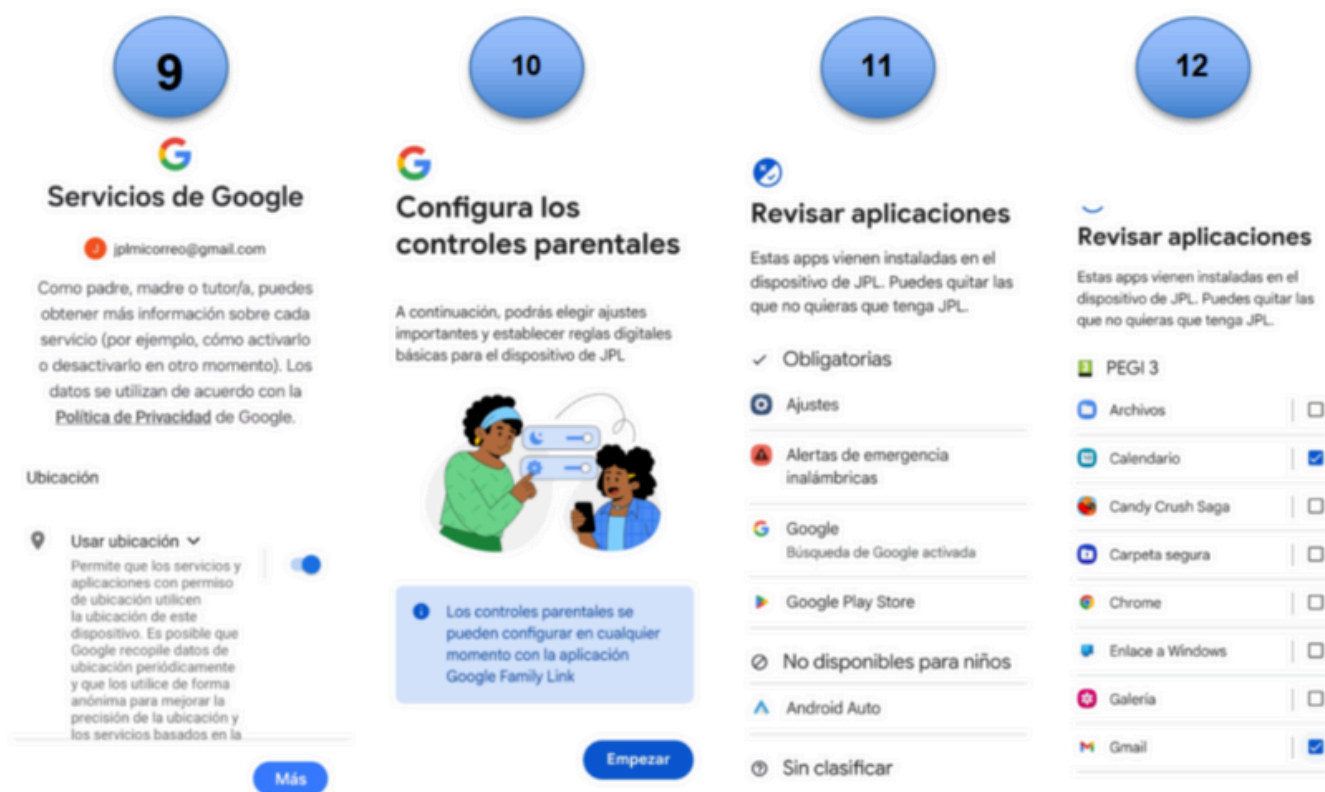 9
Servicios de Google
J jplmicorreo@gmail.com
Como padre, madre o tutor/a, puedes
obtener más información sobre cada
servicio (por ejemplo, cómo activarlo
o desactivarlo en otro momento). Los
datos se utilizan de acuerdo con la
Política de Privacidad de Google.
Ubicación
Usar ubicación
Permite que los servicios y
aplicaciones con permiso
de ubicación utilicen
la ubicación de este
dispositivo. Es posible que
Google recopile datos de
ubicación periódicamente
y que los utilice de forma
anónima para mejorar la
precisión de la ubicación y
los servicios basados en la
Más
10
Configura los
controles parentales
A continuación, podrás elegir ajustes
importantes y establecer reglas digitales
básicas para el dispositivo de JPL
Los controles parentales se
pueden configurar en cualquier
momento con la aplicación
Google Family Link
Empezar
11
Revisar aplicaciones
Estas apps vienen instaladas en el
dispositivo de JPL. Puedes quitar las
que no quieras que tenga JPL.
Obligatorias
Ajustes
Alertas de emergencia
inalámbricas
Google
Búsqueda de Google activada
Google Play Store
No disponibles para niños
Android Auto
Sin clasificar
12
Revisar aplicaciones
Estas apps vienen instaladas en el
dispositivo de JPL. Puedes quitar las
que no quieras que tenga JPL.
PEGI 3
Archivos
Calendario
Candy Crush Saga
Carpeta segura
Chrome
Enlace a Windows
Galería
Gmail